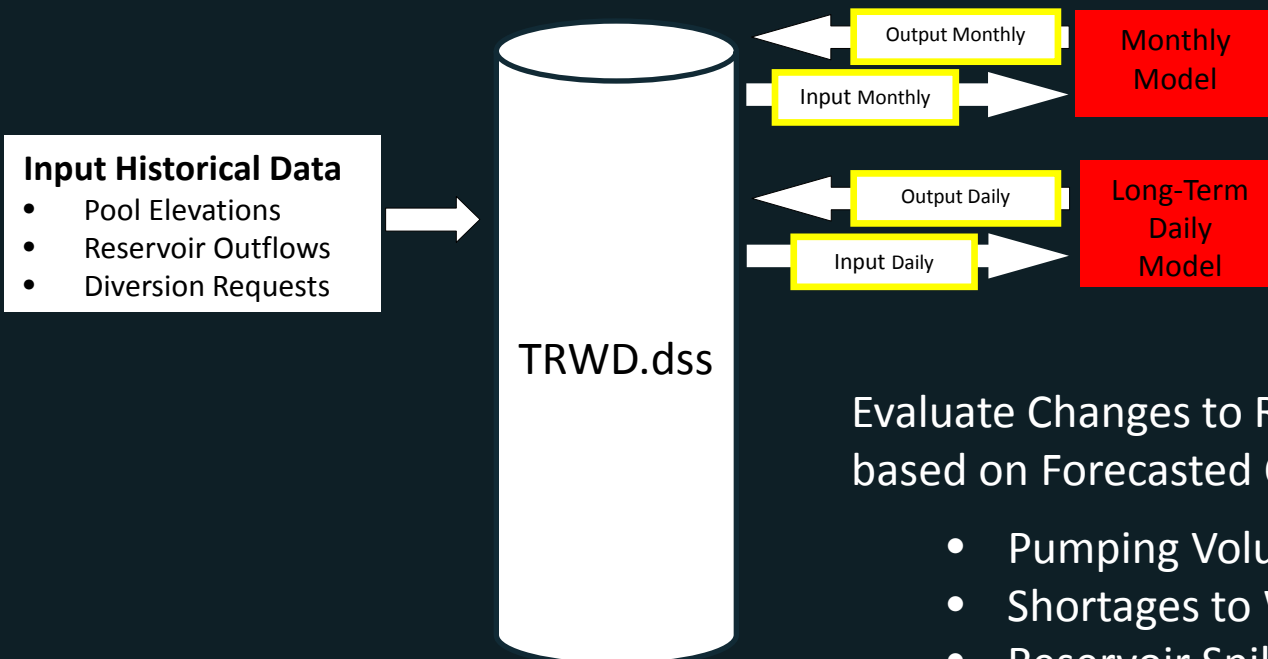 Output Monthly
Monthly
Model
Input Monthly
Input Historical Data
• Pool Elevations
• Reservoir Outflows
• Diversion Requests
Output Daily
Long-Term
Daily
Model
Input Daily
TRWD.dss
Evaluate Changes to
based on Forecasted
• Pumping
• Shortages to
• Reservoir